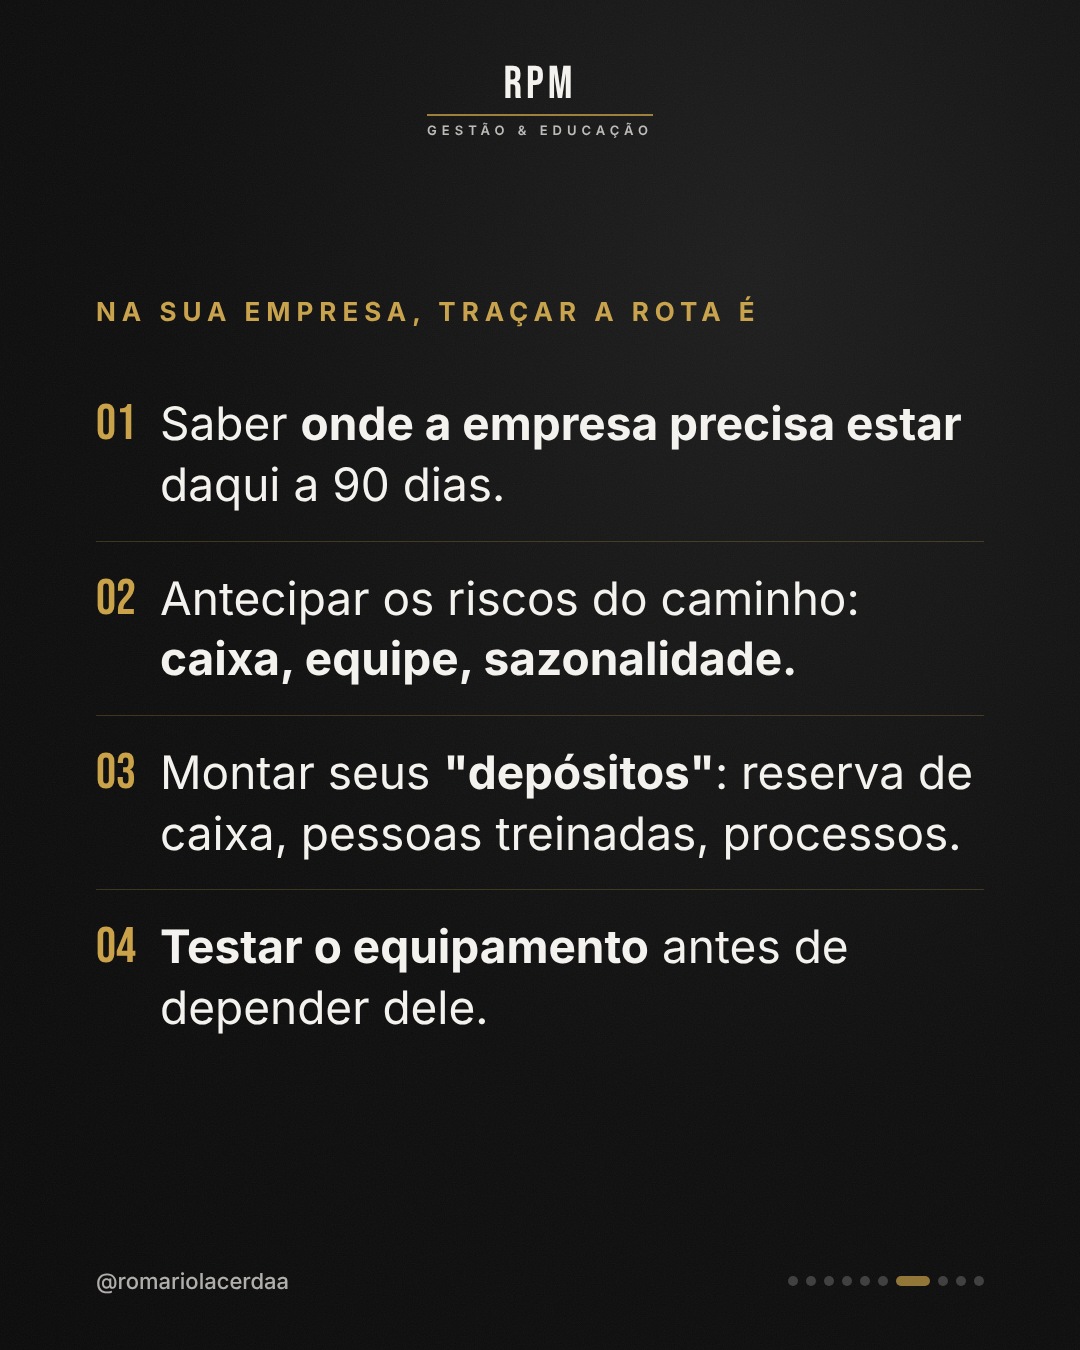 RPM
GESTÃO & EDUCAÇÃO
NA SUA EMPRESA, TRAÇAR A ROTA É
01 Saber onde a empresa precisa estar
daqui a 90 dias.
02 Antecipar os riscos do caminho:
caixa, equipe, sazonalidade.
03 Montar seus "depósitos": reserva de
caixa, pessoas treinadas, processos.
04 Testar o equipamento antes de
depender dele.
@romariolacerdaa